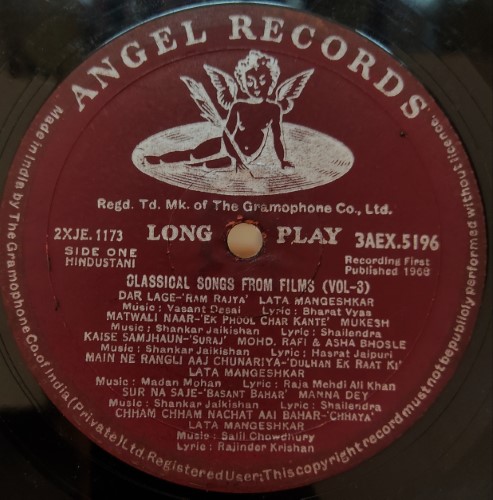 ANGEL RECORDS
Regd. Td. Mk. of The Gramophone Co., Ltd.
2XJE.1173 LONG PLAY 3AEX.5196
SIDE ONE
HINDUSTANI
Recording First
Published 1968
CLASSICAL SONGS FROM FILMS (VOL-3)
DAR LAGE-'RAM RAJYA' LATA MANGESHKAR
Music : Vasant Desai Lyric : Bharat Vyas
MATWALI NAAR-'EK PHOOL CHAR KANTE' MUKESH
Music : Shankar Jaikishan Lyric : Shailendra
KAISE SAMJHAUN-'SURAJ' MOHD. RAFI & ASHA BHOSLE
Music : Shankar Jaikishan Lyric : Hasrat Jaipuri
MAIN NE RANGLI AAJ CHUNARIYA-'DULHAN EK RAAT KI'
LATA MANGESHKAR
Music : Madan Mohan Lyric : Raja Mehdi Ali Khan
SUR NA SAJE-'BASANT BAHAR' MANNA DEY
Music : Shankar Jaikishan Lyric : Shailendra
CHHAM CHHAM NACHAT AAI BAHAR-'CHHAYA'
LATA MANGESHKAR
Music : Salil Chowdhury
Lyric : Rajinder Krishan
Made in India by The Gramophone Co. of India (Private) Ltd. Registered User: This copyright record must not be publicly performed without licence.